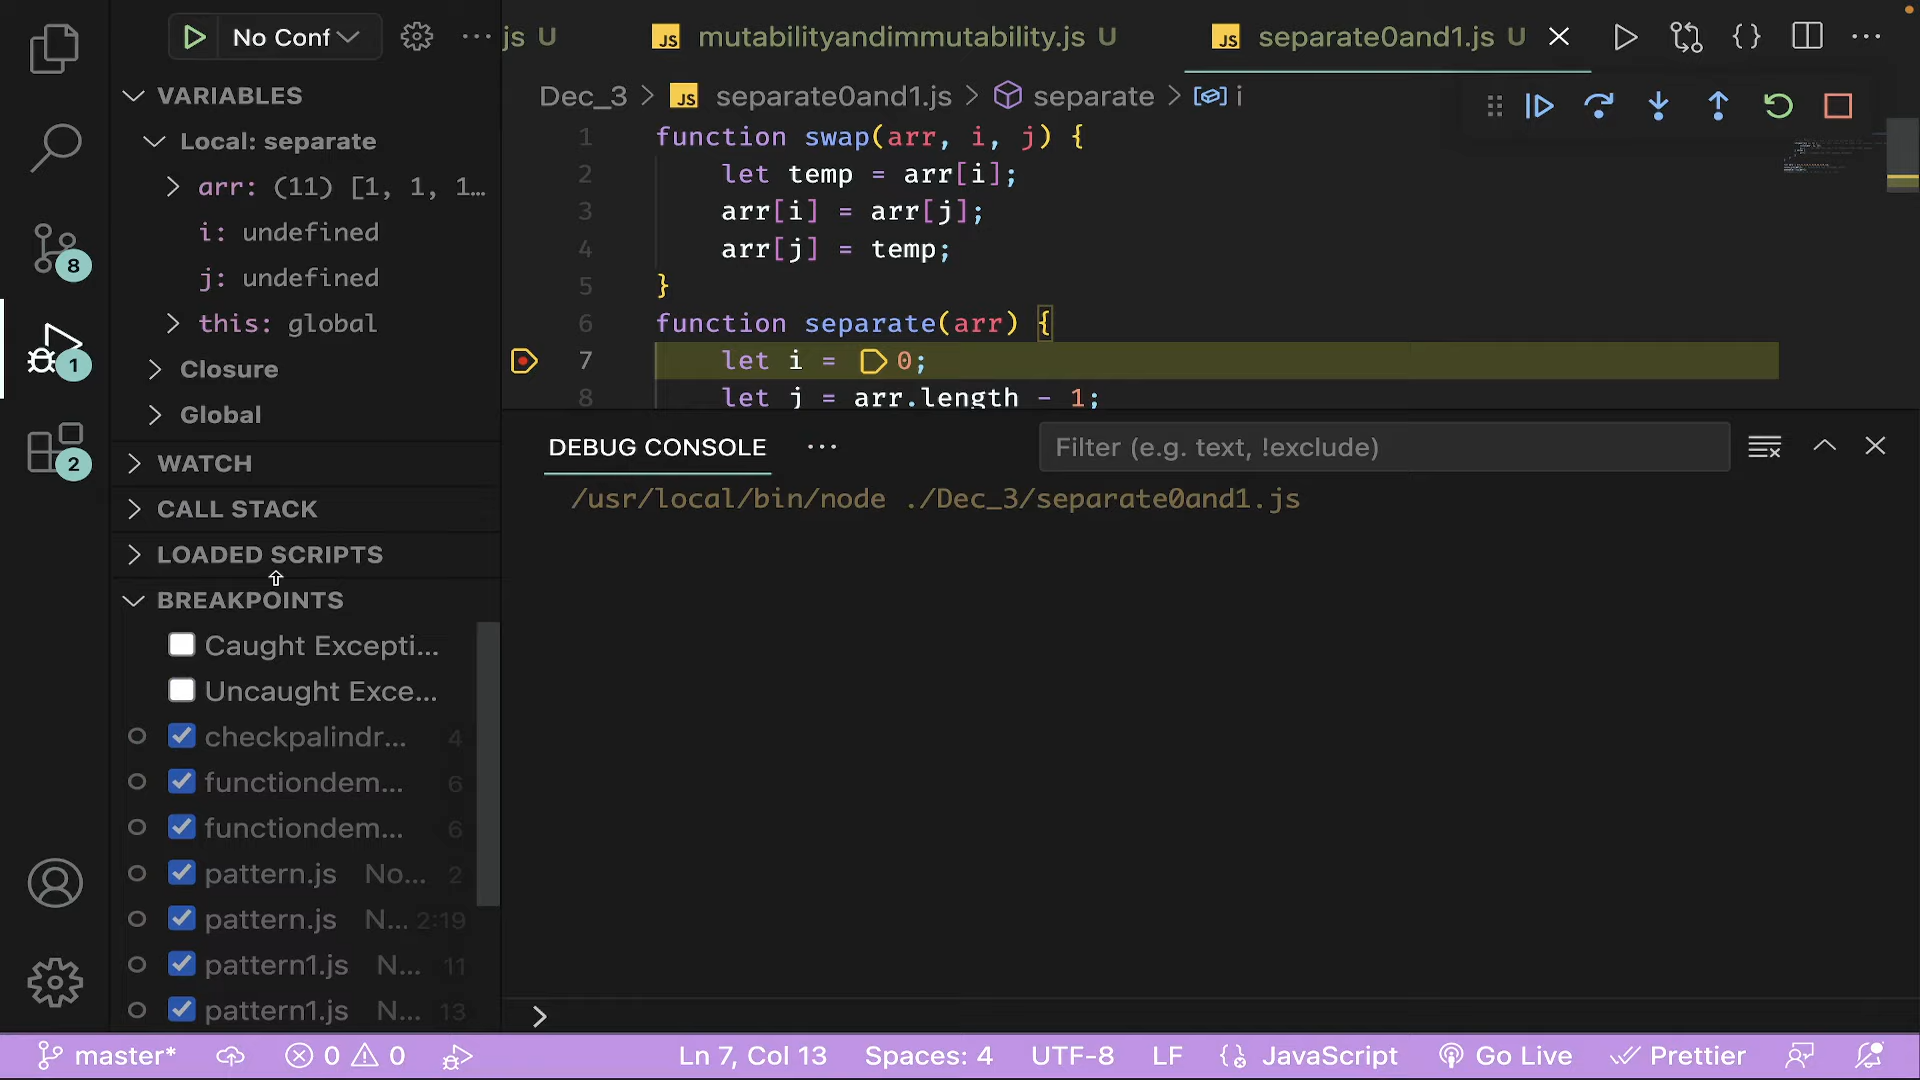 No Conf
js U
mutabilityandimmutability.js U
separate0and1.js U
VARIABLES
Local: separate
arr: (11) [1, 1, 1…
i: undefined
j: undefined
this: global
Closure
Global
WATCH
CALL STACK
LOADED SCRIPTS
BREAKPOINTS
Caught Excepti...
Uncaught Exce...
checkpalindr... 4
functiondem... 6
functiondem... 6
pattern.js No... 2
pattern.js N... 2:19
pattern1.js N... 11
pattern1.js N... 13
8
1
2
Dec_3 > JS separate0and1.js > separate > i
1 function swap(arr, i, j) {
2 let temp = arr[i];
3 arr[i] = arr[j];
4 arr[j] = temp;
5 }
6 function separate(arr) {
7 let i = 0;
8 let j = arr.length - 1;
DEBUG CONSOLE
Filter (e.g. text, !exclude)
/usr/local/bin/node ./Dec_3/separate0and1.js
master* 0 0 Ln 7, Col 13 Spaces: 4 UTF-8 LF JavaScript Go Live Prettier